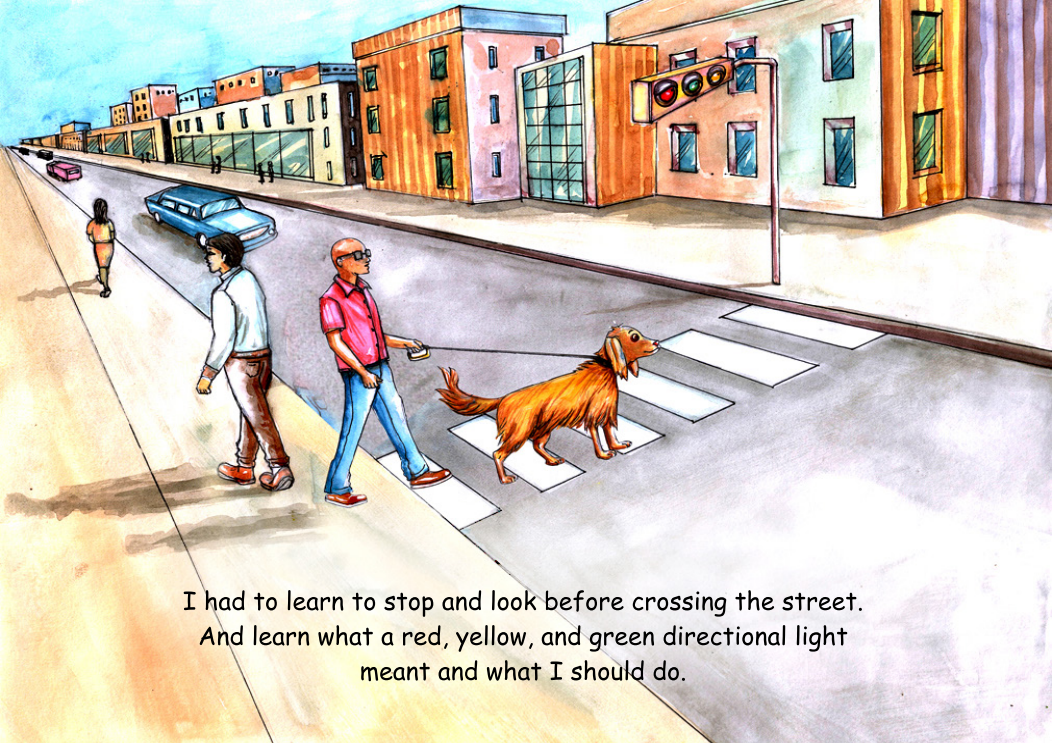 I had to learn to stop and look before crossing the street.
And learn what a red, yellow, and green directional light
meant and what I should do.